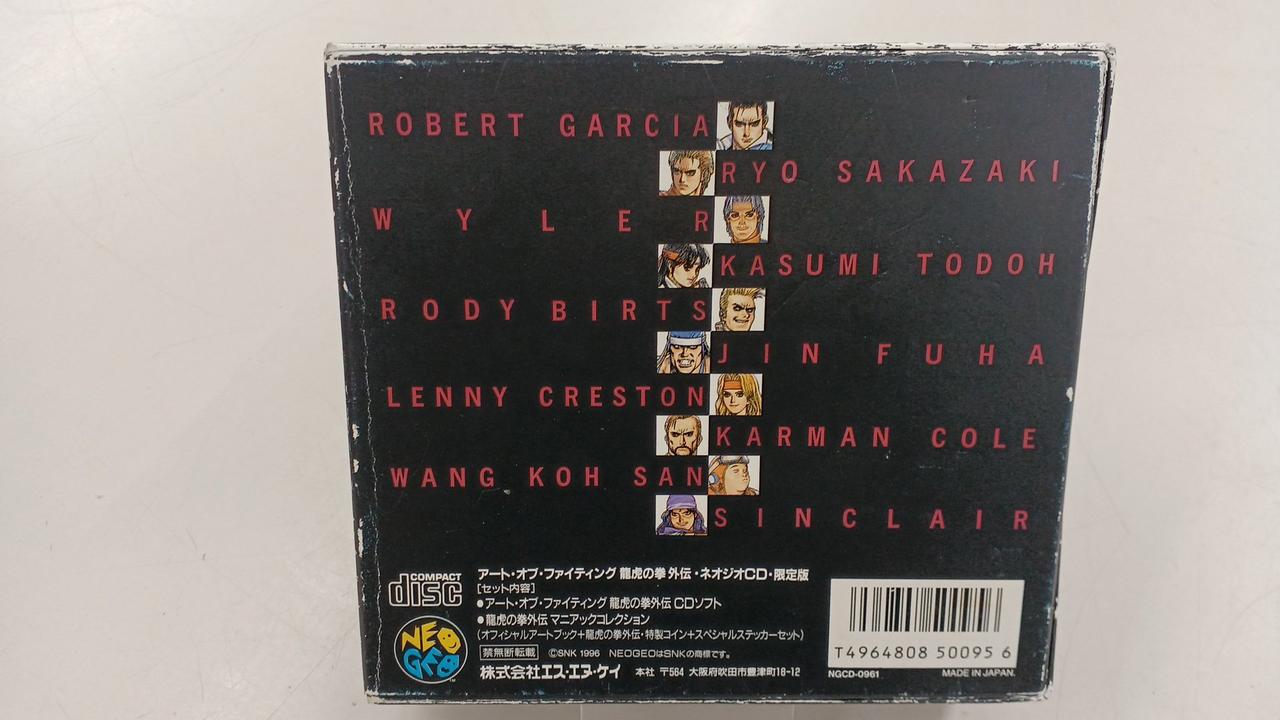 ROBERT GARCIA
RYO SAKAZAKI
WYLER
KASUMI TODOH
RODY BIRTS
JIN FUHA
LENNY CRESTON
KARMAN COLE
WANG KOH SAN
SINCLAIR
COMPACT
disc
NEO
GEO
アート・オブ・ファイティング 龍虎の拳 外伝・ネオジオCD・限定版
[セット内容]
●アート・オブ・ファイティング 龍虎の拳外伝 CDソフト
●龍虎の拳外伝 マニアックコレクション
(オフィシャルアートブック+龍虎の拳外伝・特製コイン+スペシャルステッカーセット)
禁無断転載 ©SNK 1996 NEOGEOはSNKの商標です。
株式会社エス・エヌ・ケイ 本社 〒564 大阪府吹田市豊津町18-12
T4964808 50095 6
NGCD-0961 MADE IN JAPAN.